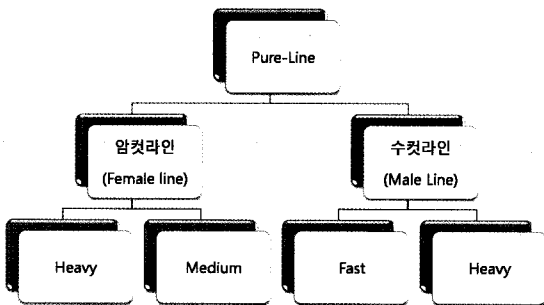 Pure-Line
암컷라인
(Female line)
수컷라인
(Male Line)
Heavy
Medium
Fast
Heavy